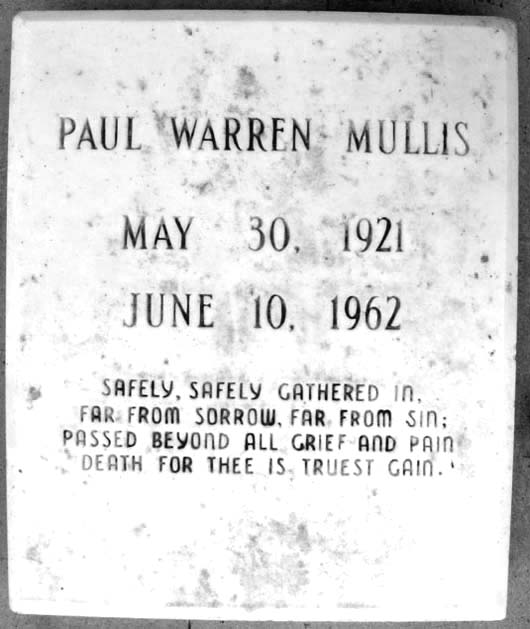 PAUL WARREN MULLIS
MAY 30, 1921
JUNE 10, 1962
SAFELY, SAFELY GATHERED IN,
FAR FROM SORROW, FAR FROM SIN;
PASSED BEYOND ALL GRIEF AND PAIN
DEATH FOR THEE IS TRUEST GAIN.